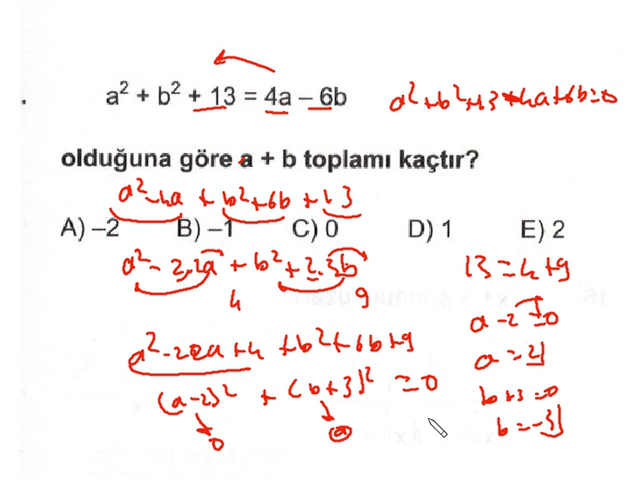 a² + b² + 13 = 4a – 6b
a²+b²+13-4a+6b=0
olduğuna göre a + b toplamı kaçtır?
a²-4a + b²+6b + 13
A) –2 B) –1 C) 0 D) 1 E) 2
a² - 2.2a + b² + 2.3b
13 = 4+9
4 9
a-2=0
a²-2.2a+4 + b²+6b+9
a=2
(a-2)² + (b+3)² = 0
b+3=0
0 0
b=-3